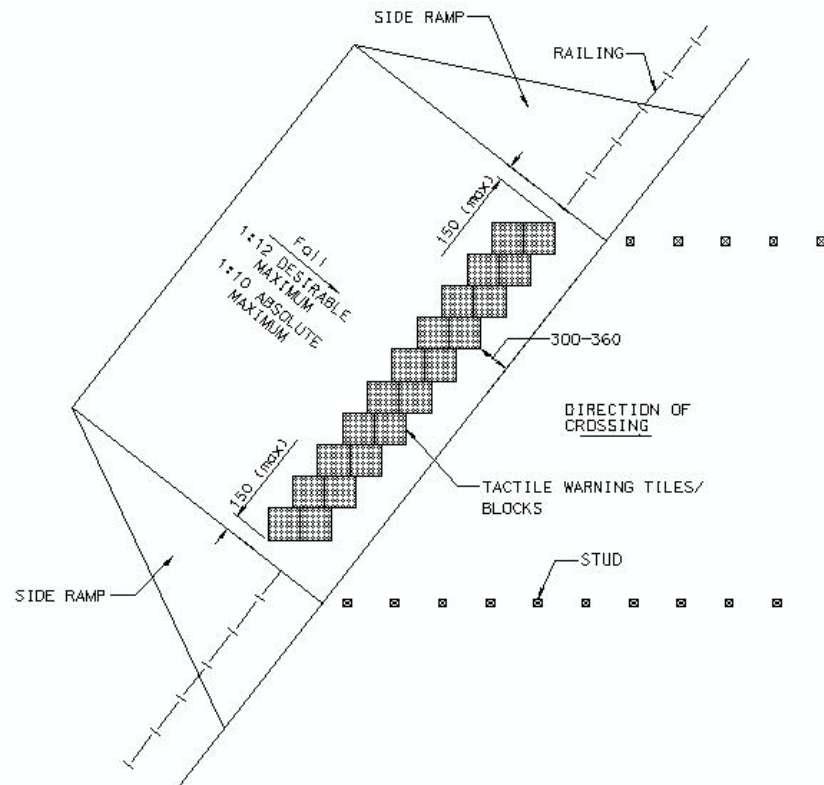 SIDE RAMP
RAILING
150 (max)
Fall
1:12 DESIRABLE
MAXIMUM
1:10 ABSOLUTE
MAXIMUM
300-360
DIRECTION OF
CROSSING
150 (max)
TACTILE WARNING TILES/
BLOCKS
STUD
SIDE RAMP